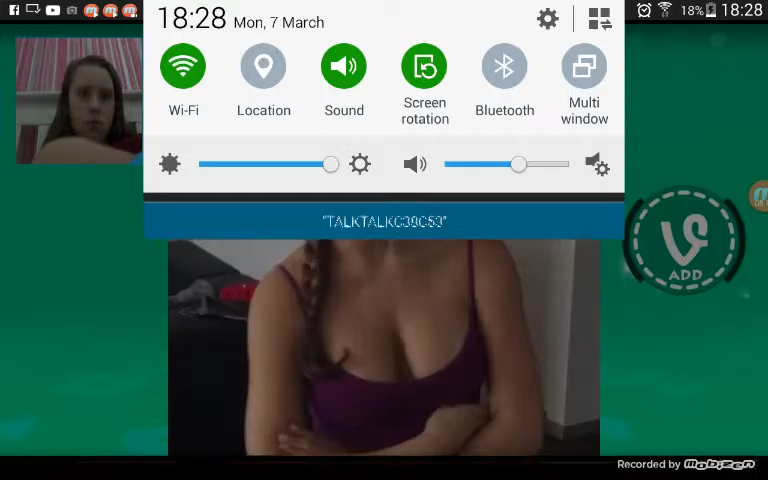 18:28 Mon, 7 March
18% 18:28
Wi-Fi
Location
Sound
Screen
rotation
Bluetooth
Multi
window
ADD
Recorded by mobizen